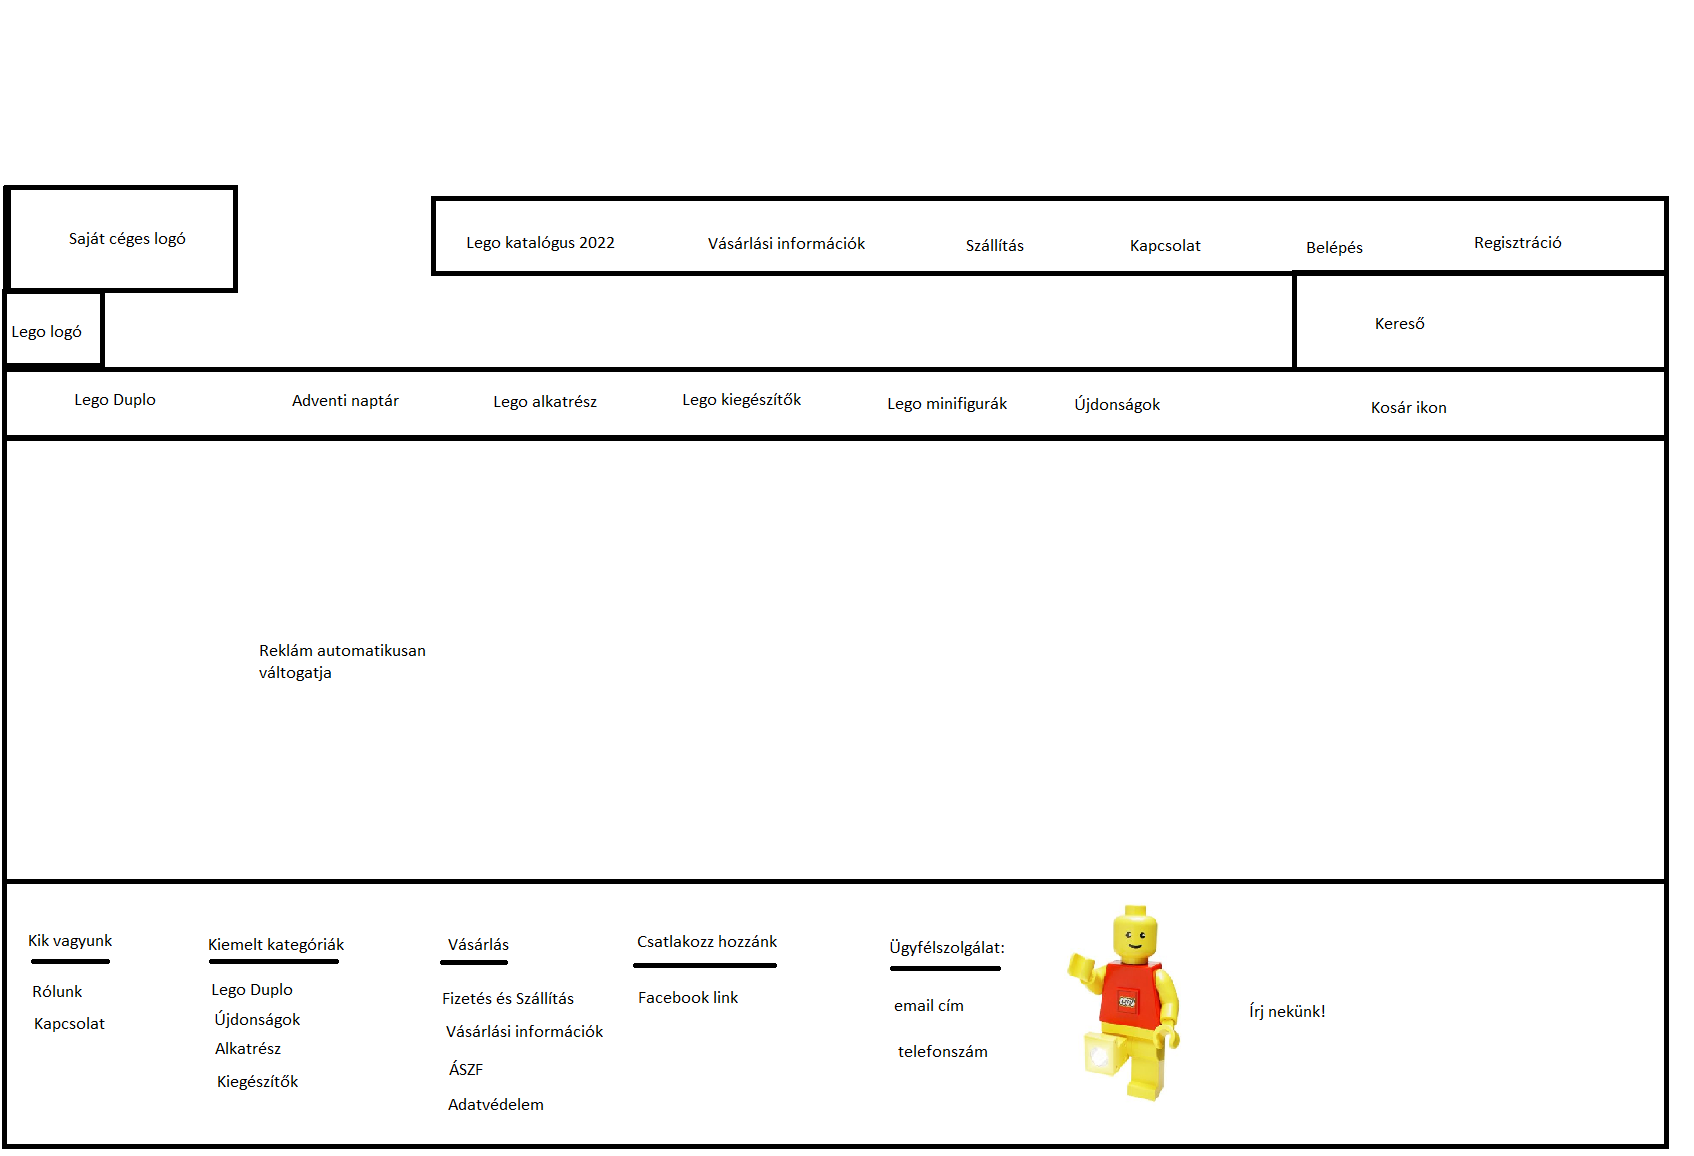 Saját céges logó
Lego katalógus 2022
Vásárlási információk
Szállítás
Kapcsolat
Belépés
Regisztráció
Lego logó
Kereső
Lego Duplo
Adventi naptár
Lego alkatrész
Lego kiegészítők
Lego minifigurák
Újdonságok
Kosár ikon
Reklám automatikusan
váltogatja
Kik vagyunk
Rólunk
Kapcsolat
Kiemelt kategóriák
Lego Duplo
Újdonságok
Alkatrész
Kiegészítők
Vásárlás
Fizetés és Szállítás
Vásárlási információk
ÁSZF
Adatvédelem
Csatlakozz hozzánk
Facebook link
Ügyfélszolgálat:
email cím
telefonszám
LEGO
Írj nekünk!